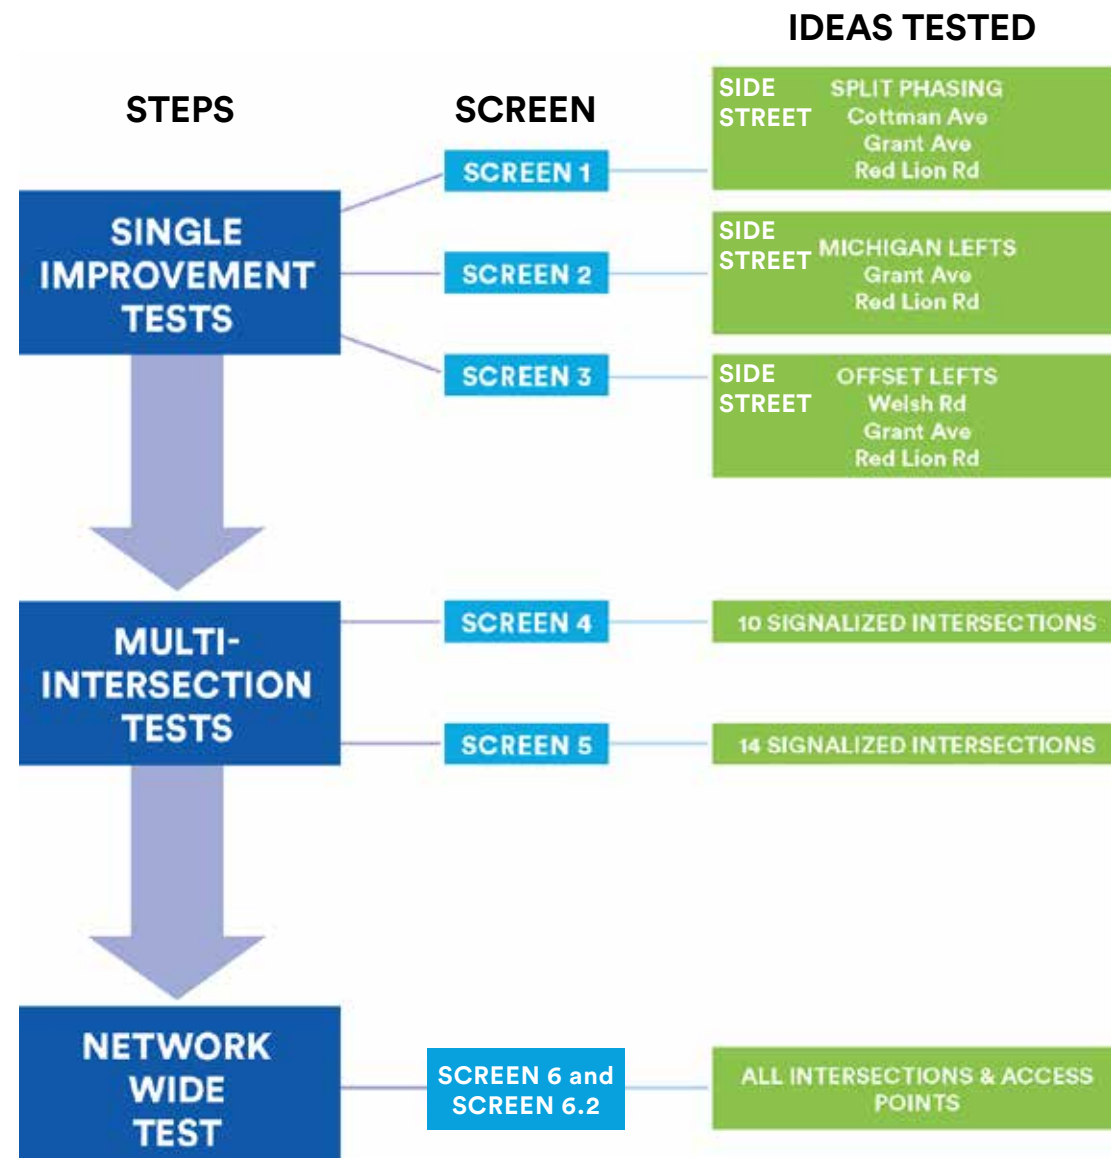 IDEAS TESTED
STEPS
SCREEN
SINGLE
IMPROVEMENT
TESTS
SCREEN 1
SIDE
STREET
SPLIT PHASING
Cottman Ave
Grant Ave
Red Lion Rd
SCREEN 2
SIDE
STREET
MICHIGAN LEFTS
Grant Ave
Red Lion Rd
SCREEN 3
SIDE
STREET
OFFSET LEFTS
Welsh Rd
Grant Ave
Red Lion Rd
MULTI-
INTERSECTION
TESTS
SCREEN 4
10 SIGNALIZED INTERSECTIONS
SCREEN 5
14 SIGNALIZED INTERSECTIONS
NETWORK
WIDE
TEST
SCREEN 6 and
SCREEN 6.2
ALL INTERSECTIONS & ACCESS
POINTS